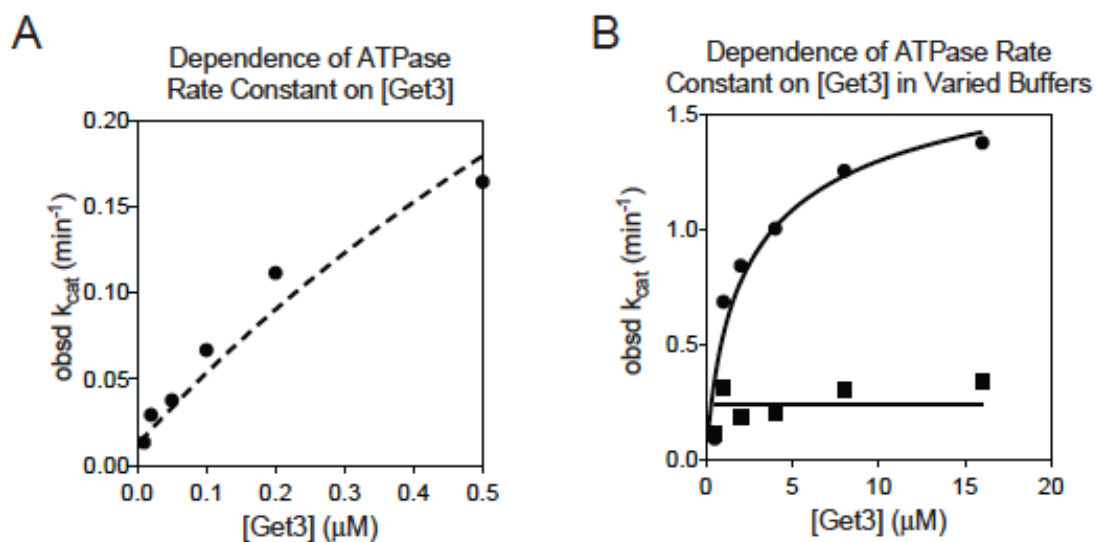 A
Dependence of ATPase
Rate Constant on [Get3]
obsd k_cat (min⁻¹)
0.20
0.15
0.10
0.05
0.00
0.0 0.1 0.2 0.3 0.4 0.5
[Get3] (μM)
B
Dependence of ATPase Rate
Constant on [Get3] in Varied Buffers
obsd k_cat (min⁻¹)
1.5
1.0
0.5
0.0
0 5 10 15 20
[Get3] (μM)